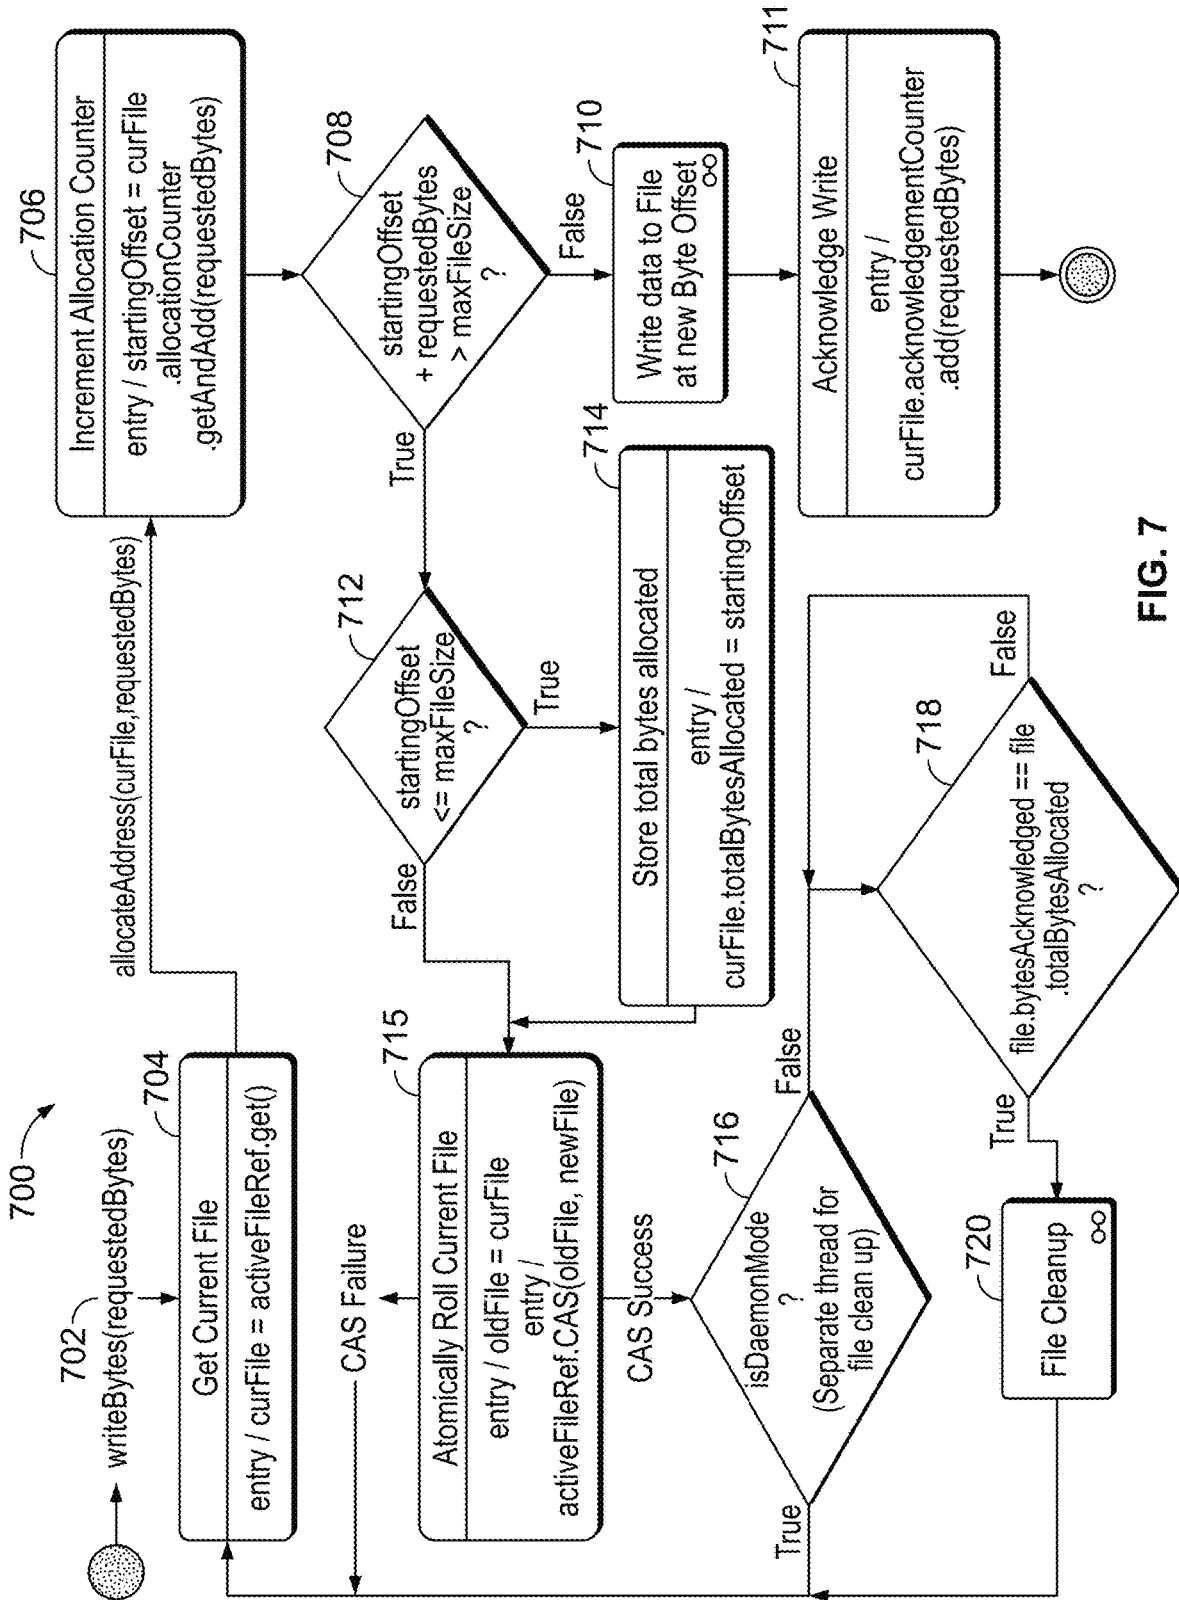 700
702
writeBytes(requestedBytes)
704
Get Current File
entry / curFile = activeFileRef.get()
allocateAddress(curFile,requestedBytes)
706
Increment Allocation Counter
entry / startingOffset = curFile
.allocationCounter
.getAndAdd(requestedBytes)
708
startingOffset
+ requestedBytes
> maxFileSize
?
True
False
710
Write data to File
at new Byte Offset
711
Acknowledge Write
entry /
curFile.acknowledgementCounter
.add(requestedBytes)
712
startingOffset
<= maxFileSize
?
False
True
714
Store total bytes allocated
entry /
curFile.totalBytesAllocated = startingOffset
715
Atomically Roll Current File
entry / oldFile = curFile
entry /
activeFileRef.CAS(oldFile, newFile)
CAS Failure
CAS Success
716
isDaemonMode
?
(Separate thread for
file clean up)
True
False
718
file.bytesAcknowledged == file
.totalBytesAllocated
?
True
False
720
File Cleanup
FIG. 7